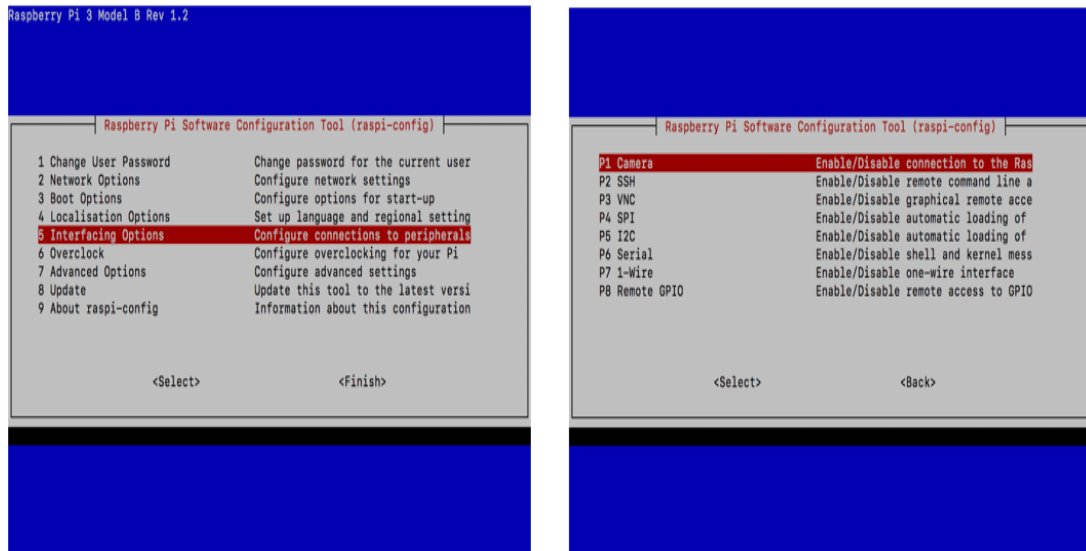 Raspberry Pi 3 Model B Rev 1.2
Raspberry Pi Software Configuration Tool (raspi-config)
1 Change User Password Change password for the current user
2 Network Options Configure network settings
3 Boot Options Configure options for start-up
4 Localisation Options Set up language and regional setting
5 Interfacing Options Configure connections to peripherals
6 Overclock Configure overclocking for your Pi
7 Advanced Options Configure advanced settings
8 Update Update this tool to the latest versi
9 About raspi-config Information about this configuration
<Select> <Finish>
Raspberry Pi Software Configuration Tool (raspi-config)
P1 Camera Enable/Disable connection to the Ras
P2 SSH Enable/Disable remote command line a
P3 VNC Enable/Disable graphical remote acce
P4 SPI Enable/Disable automatic loading of
P5 I2C Enable/Disable automatic loading of
P6 Serial Enable/Disable shell and kernel mess
P7 1-Wire Enable/Disable one-wire interface
P8 Remote GPIO Enable/Disable remote access to GPIO
<Select> <Back>